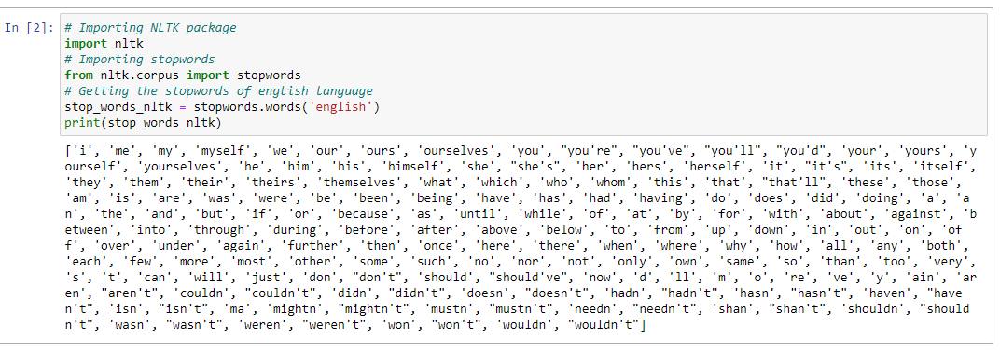 In [2]: # Importing NLTK package
import nltk
# Importing stopwords
from nltk.corpus import stopwords
# Getting the stopwords of english language
stop_words_nltk = stopwords.words('english')
print(stop_words_nltk)
['i', 'me', 'my', 'myself', 'we', 'our', 'ours', 'ourselves', 'you', "you're", "you've", "you'll", "you'd", 'your', 'yours', 'y
ourself', 'yourselves', 'he', 'him', 'his', 'himself', 'she', "she's", 'her', 'hers', 'herself', 'it', "it's", 'its', 'itself',
'they', 'them', 'their', 'theirs', 'themselves', 'what', 'which', 'who', 'whom', 'this', 'that', "that'll", 'these', 'those',
'am', 'is', 'are', 'was', 'were', 'be', 'been', 'being', 'have', 'has', 'had', 'having', 'do', 'does', 'did', 'doing', 'a', 'a
n', 'the', 'and', 'but', 'if', 'or', 'because', 'as', 'until', 'while', 'of', 'at', 'by', 'for', 'with', 'about', 'against', 'b
etween', 'into', 'through', 'during', 'before', 'after', 'above', 'below', 'to', 'from', 'up', 'down', 'in', 'out', 'on', 'of
f', 'over', 'under', 'again', 'further', 'then', 'once', 'here', 'there', 'when', 'where', 'why', 'how', 'all', 'any', 'both',
'each', 'few', 'more', 'most', 'other', 'some', 'such', 'no', 'nor', 'not', 'only', 'own', 'same', 'so', 'than', 'too', 'very',
's', 't', 'can', 'will', 'just', 'don', "don't", 'should', "should've", 'now', 'd', 'll', 'm', 'o', 're', 've', 'y', 'ain', 'ar
en', "aren't", 'couldn', "couldn't", 'didn', "didn't", 'doesn', "doesn't", 'hadn', "hadn't", 'hasn', "hasn't", 'haven', "have
n't", 'isn', "isn't", 'ma', 'mightn', "mightn't", 'mustn', "mustn't", 'needn', "needn't", 'shan', "shan't", 'shouldn', "should
n't", 'wasn', "wasn't", 'weren', "weren't", 'won', "won't", 'wouldn', "wouldn't"]